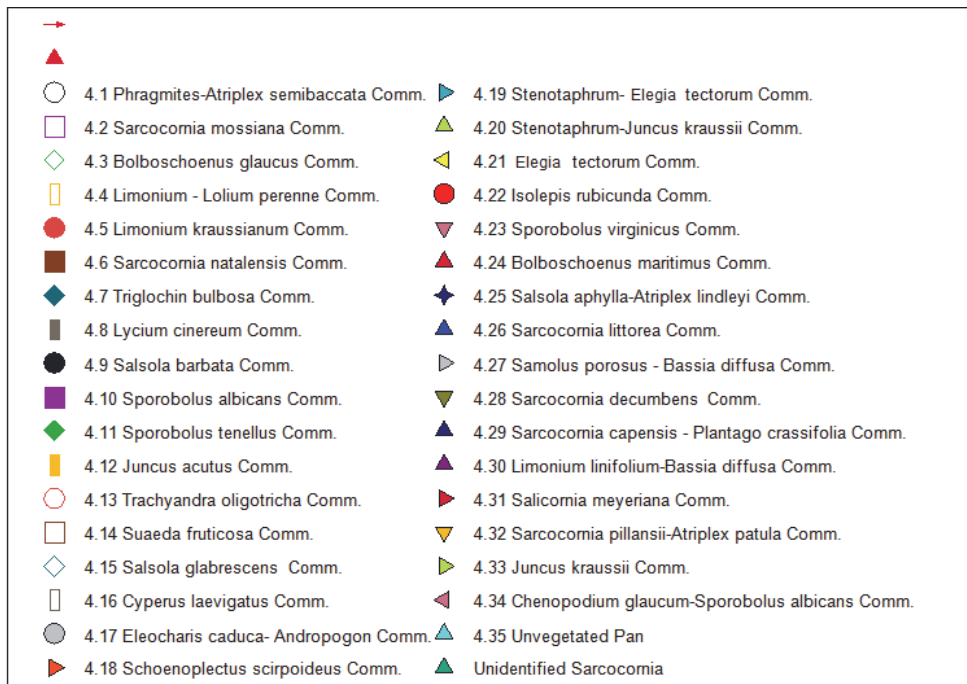 4.1 Phragmites-Atriplex semibaccata Comm.
4.2 Sarcocornia mossiana Comm.
4.3 Bolboschoenus glaucus Comm.
4.4 Limonium - Lolium perenne Comm.
4.5 Limonium kraussianum Comm.
4.6 Sarcocornia natalensis Comm.
4.7 Triglochin bulbosa Comm.
4.8 Lycium cinereum Comm.
4.9 Salsola barbata Comm.
4.10 Sporobolus albicans Comm.
4.11 Sporobolus tenellus Comm.
4.12 Juncus acutus Comm.
4.13 Trachyandra oligotricha Comm.
4.14 Suaeda fruticosa Comm.
4.15 Salsola glabrescens Comm.
4.16 Cyperus laevigatus Comm.
4.17 Eleocharis caduca- Andropogon Comm.
4.18 Schoenoplectus scirpoideus Comm.
4.19 Stenotaphrum- Elegia tectorum Comm.
4.20 Stenotaphrum-Juncus kraussii Comm.
4.21 Elegia tectorum Comm.
4.22 Isolepis rubicunda Comm.
4.23 Sporobolus virginicus Comm.
4.24 Bolboschoenus maritimus Comm.
4.25 Salsola aphylla-Atriplex lindleyi Comm.
4.26 Sarcocornia littorea Comm.
4.27 Samolus porosus - Bassia diffusa Comm.
4.28 Sarcocornia decumbens Comm.
4.29 Sarcocornia capensis - Plantago crassifolia Comm.
4.30 Limonium linifolium-Bassia diffusa Comm.
4.31 Salicornia meyeriana Comm.
4.32 Sarcocornia pillansii-Atriplex patula Comm.
4.33 Juncus kraussii Comm.
4.34 Chenopodium glaucum-Sporobolus albicans Comm.
4.35 Unvegetated Pan
Unidentified Sarcocornia